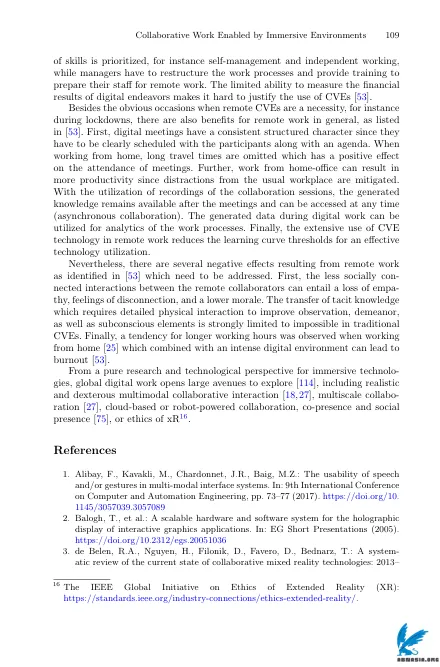 Collaborative Work Enabled by Immersive Environments 109
of skills is prioritized, for instance self-management and independent working,
while managers have to restructure the work processes and provide training to
prepare their staff for remote work. The limited ability to measure the financial
results of digital endeavors makes it hard to justify the use of CVEs [53].
Besides the obvious occasions when remote CVEs are a necessity, for instance
during lockdowns, there are also benefits for remote work in general, as listed
in [53]. First, digital meetings have a consistent structured character since they
have to be clearly scheduled with the participants along with an agenda. When
working from home, long travel times are omitted which has a positive effect
on the attendance of meetings. Further, work from home-office can result in
more productivity since distractions from the usual workplace are mitigated.
With the utilization of recordings of the collaboration sessions, the generated
knowledge remains available after the meetings and can be accessed at any time
(asynchronous collaboration). The generated data during digital work can be
utilized for analytics of the work processes. Finally, the extensive use of CVE
technology in remote work reduces the learning curve thresholds for an effective
technology utilization.
Nevertheless, there are several negative effects resulting from remote work
as identified in [53] which need to be addressed. First, the less socially con-
nected interactions between the remote collaborators can entail a loss of empa-
thy, feelings of disconnection, and a lower morale. The transfer of tacit knowledge
which requires detailed physical interaction to improve observation, demeanor,
as well as subconscious elements is strongly limited to impossible in traditional
CVEs. Finally, a tendency for longer working hours was observed when working
from home [25] which combined with an intense digital environment can lead to
burnout [53].
From a pure research and technological perspective for immersive technolo-
gies, global digital work opens large avenues to explore [114], including realistic
and dexterous multimodal collaborative interaction [18,27], multiscale collabo-
ration [27], cloud-based or robot-powered collaboration, co-presence and social
presence [75], or ethics of xR16.
References
1. Alibay, F., Kavakli, M., Chardonnet, J.R., Baig, M.Z.: The usability of speech
and/or gestures in multi-modal interface systems. In: 9th International Conference
on Computer and Automation Engineering, pp. 73–77 (2017). https://doi.org/10.
1145/3057039.3057089
2. Balogh, T., et al.: A scalable hardware and software system for the holographic
display of interactive graphics applications. In: EG Short Presentations (2005).
https://doi.org/10.2312/egs.20051036
3. de Belen, R.A., Nguyen, H., Filonik, D., Favero, D., Bednarz, T.: A system-
atic review of the current state of collaborative mixed reality technologies: 2013–
16 The IEEE Global Initiative on Ethics of Extended Reality (XR):
https://standards.ieee.org/industry-connections/ethics-extended-reality/.